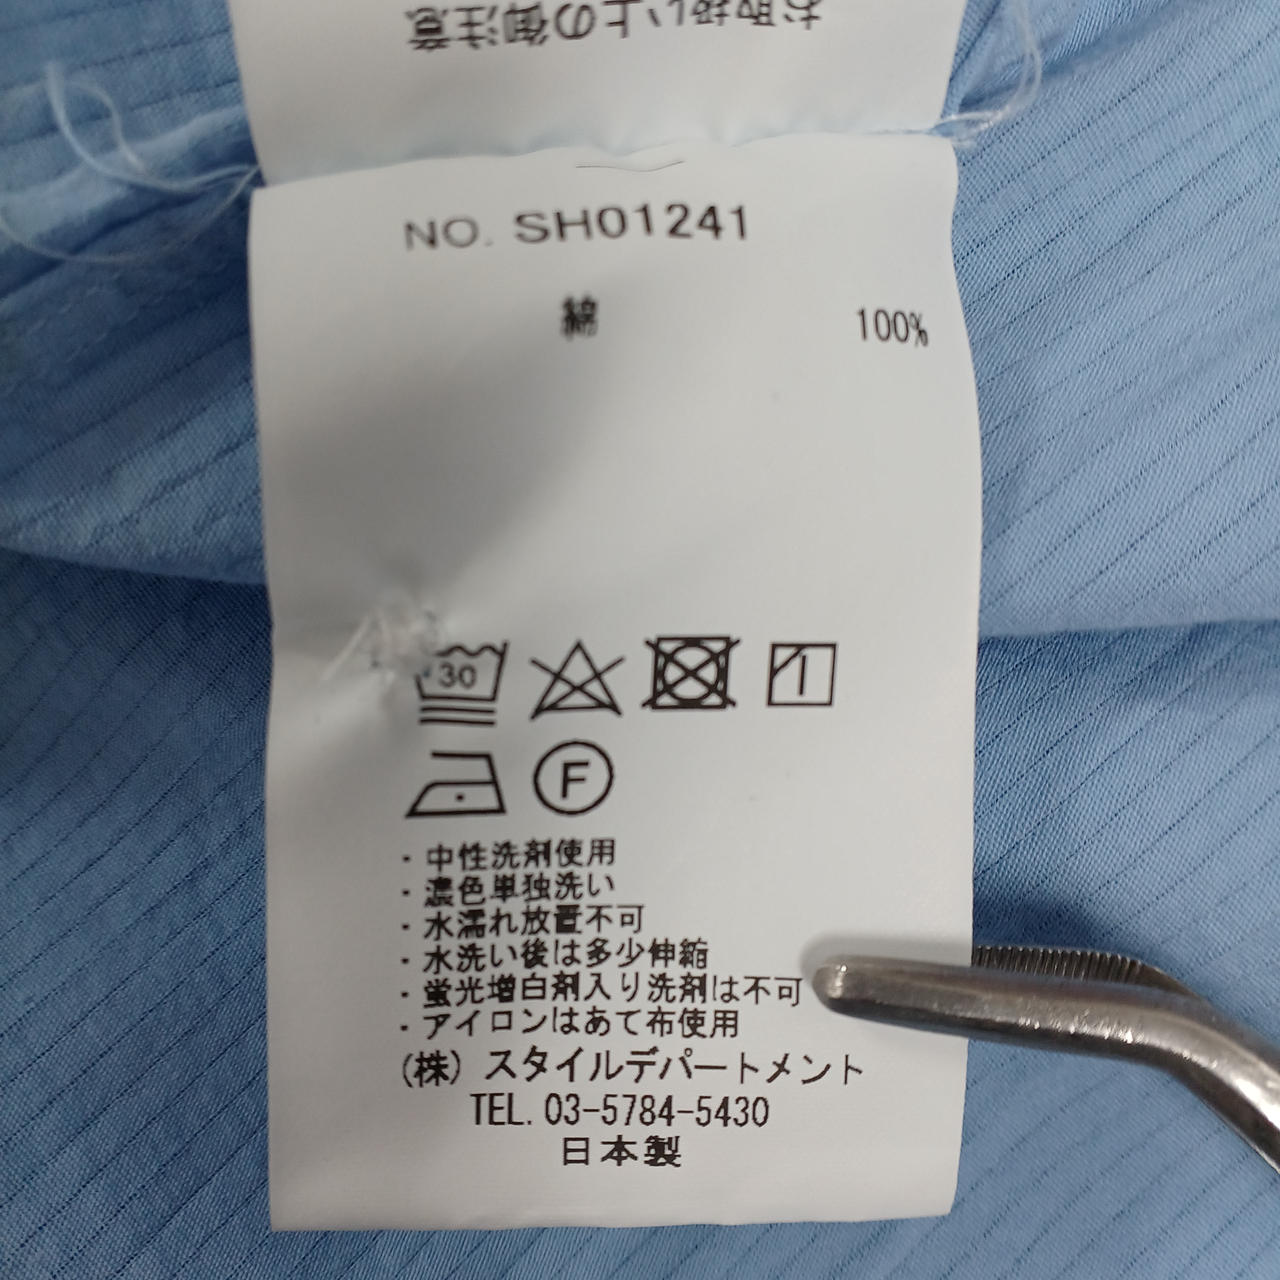 お取扱い上の御注意
NO. SH01241
綿 100%
30
F
・中性洗剤使用
・濃色単独洗い
・水濡れ放置不可
・水洗い後は多少伸縮
・蛍光増白剤入り洗剤は不可
・アイロンはあて布使用
(株) スタイルデパートメント
TEL. 03-5784-5430
日本製